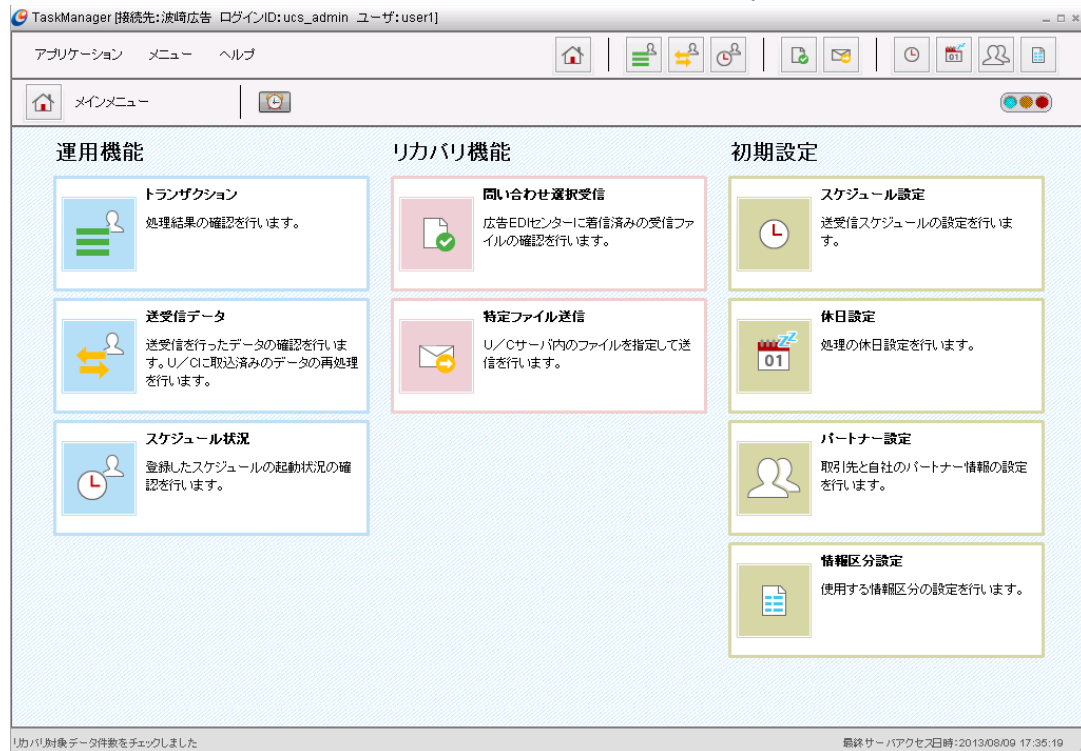 TaskManager [接続先:波崎広告 ログインID:ucs_admin ユーザ:user1]
アプリケーション メニュー ヘルプ
メインメニュー
運用機能
トランザクション
処理結果の確認を行います。
送受信データ
送受信を行ったデータの確認を行いま
す。U/Cに取込済みのデータの再処理
を行います。
スケジュール状況
登録したスケジュールの起動状況の確
認を行います。
リカバリ機能
問い合わせ選択受信
広告EDIセンターに着信済みの受信ファ
イルの確認を行います。
特定ファイル送信
U/Cサーバ内のファイルを指定して送
信を行います。
初期設定
スケジュール設定
送受信スケジュールの設定を行いま
す。
休日設定
処理の休日設定を行います。
01
パートナー設定
取引先と自社のパートナー情報の設定
を行います。
情報区分設定
使用する情報区分の設定を行います。
リカバリ対象データ件数をチェックしました
最終サーバアクセス日時:2013/08/09 17:35:19